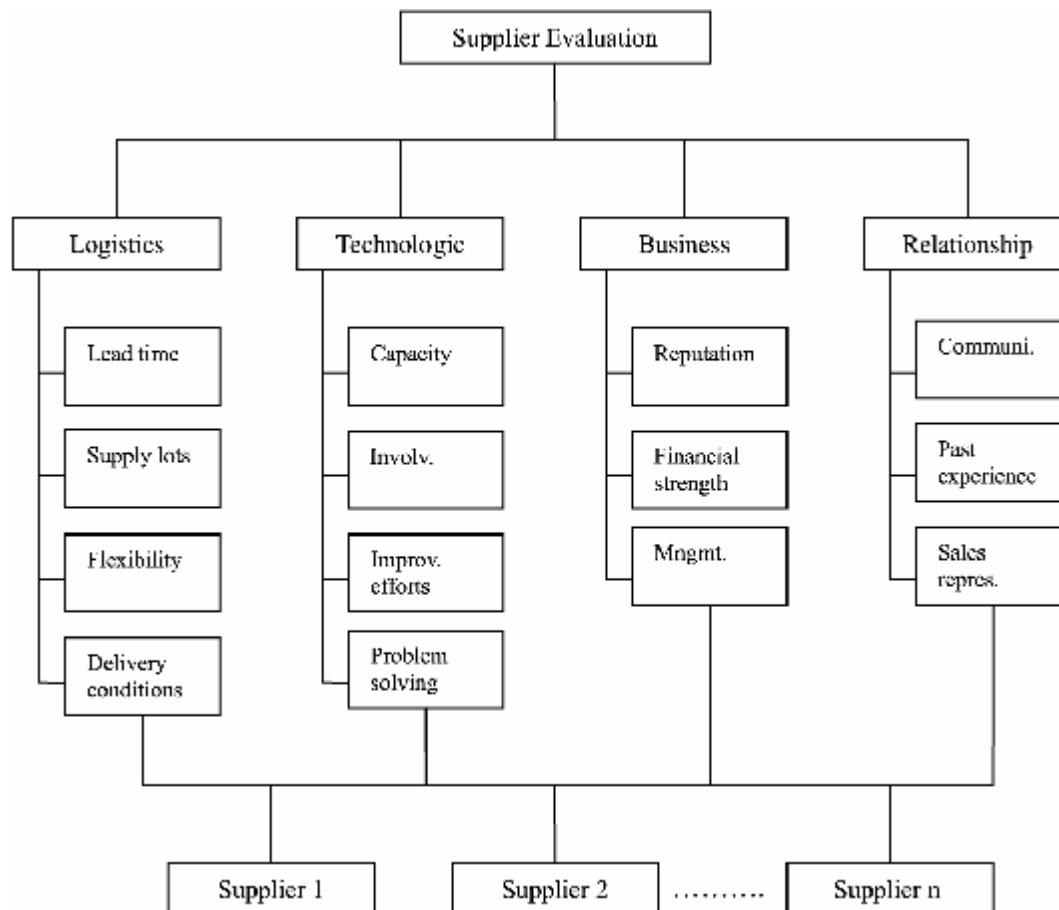 Supplier Evaluation
Logistics
Technologic
Business
Relationship
Lead time
Supply lots
Flexibility
Delivery
conditions
Capacity
Involv.
Improv.
efforts
Problem
solving
Reputation
Financial
strength
Mngmt.
Communi.
Past
experience
Sales
repres.
Supplier 1
Supplier 2
..........
Supplier n